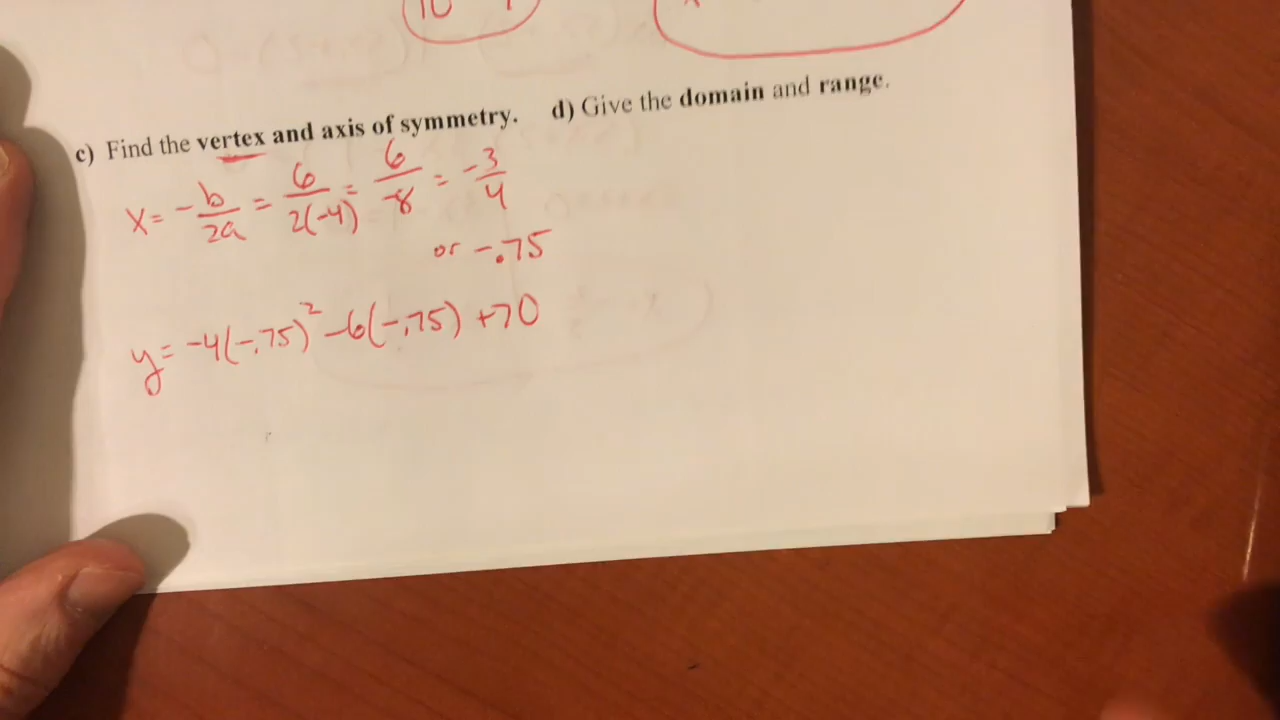 10
c) Find the vertex and axis of symmetry. d) Give the domain and range.
x = -b/2a = 6/2(-4) = 6/-8 = -3/4
or -.75
y = -4(-.75)² -6(-.75) +70